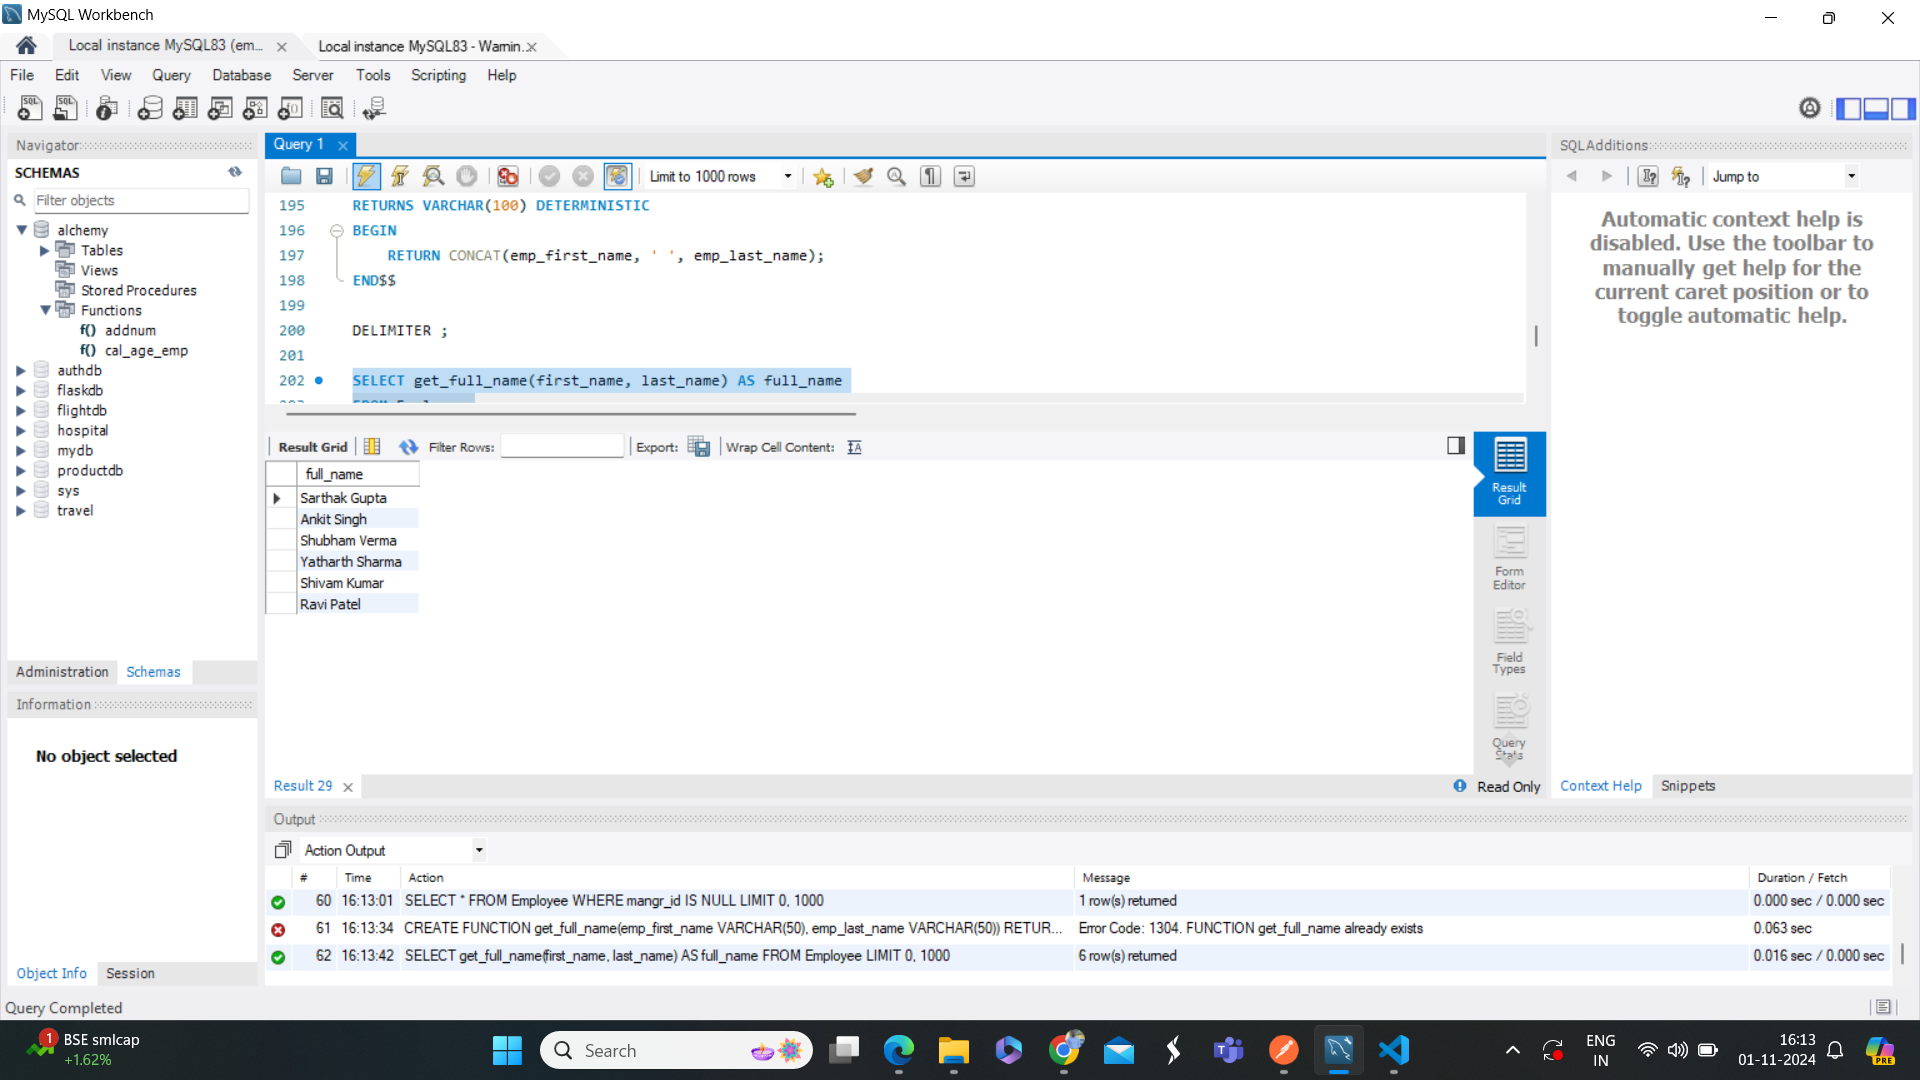 MySQL Workbench
Local instance MySQL83 (em...
Local instance MySQL83 - Warnin...
File Edit View Query Database Server Tools Scripting Help
Navigator
SCHEMAS
Filter objects
alchemy
Tables
Views
Stored Procedures
Functions
f() addnum
f() cal_age_emp
authdb
flaskdb
flightdb
hospital
mydb
productdb
sys
travel
Administration Schemas
Information
No object selected
Object Info Session
Query 1
Limit to 1000 rows
195 RETURNS VARCHAR(100) DETERMINISTIC
196 BEGIN
197 RETURN CONCAT(emp_first_name, ' ', emp_last_name);
198 END$$
199
200 DELIMITER ;
201
202 SELECT get_full_name(first_name, last_name) AS full_name
Result Grid Filter Rows: Export: Wrap Cell Content:
full_name
Sarthak Gupta
Ankit Singh
Shubham Verma
Yatharth Sharma
Shivam Kumar
Ravi Patel
Result
Grid
Form
Editor
Field
Types
Query
Stats
Result 29
Read Only
SQLAdditions
Jump to
Automatic context help is
disabled. Use the toolbar to
manually get help for the
current caret position or to
toggle automatic help.
Context Help Snippets
Output
Action Output
# Time Action Message Duration / Fetch
60 16:13:01 SELECT * FROM Employee WHERE mangr_id IS NULL LIMIT 0, 1000 1 row(s) returned 0.000 sec / 0.000 sec
61 16:13:34 CREATE FUNCTION get_full_name(emp_first_name VARCHAR(50), emp_last_name VARCHAR(50)) RETUR... Error Code: 1304. FUNCTION get_full_name already exists 0.063 sec
62 16:13:42 SELECT get_full_name(first_name, last_name) AS full_name FROM Employee LIMIT 0, 1000 6 row(s) returned 0.016 sec / 0.000 sec
Query Completed
1
BSE smlcap
+1.62%
Search
ENG
IN
16:13
01-11-2024
PRE